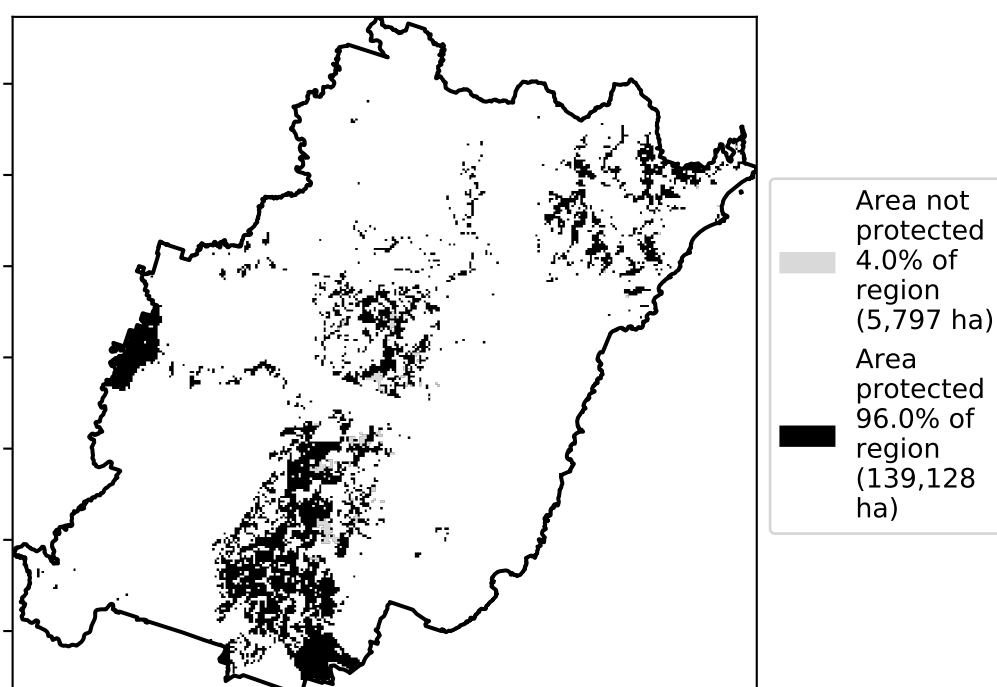 Area not
protected
4.0% of
region
(5,797 ha)
Area
protected
96.0% of
region
(139,128
ha)